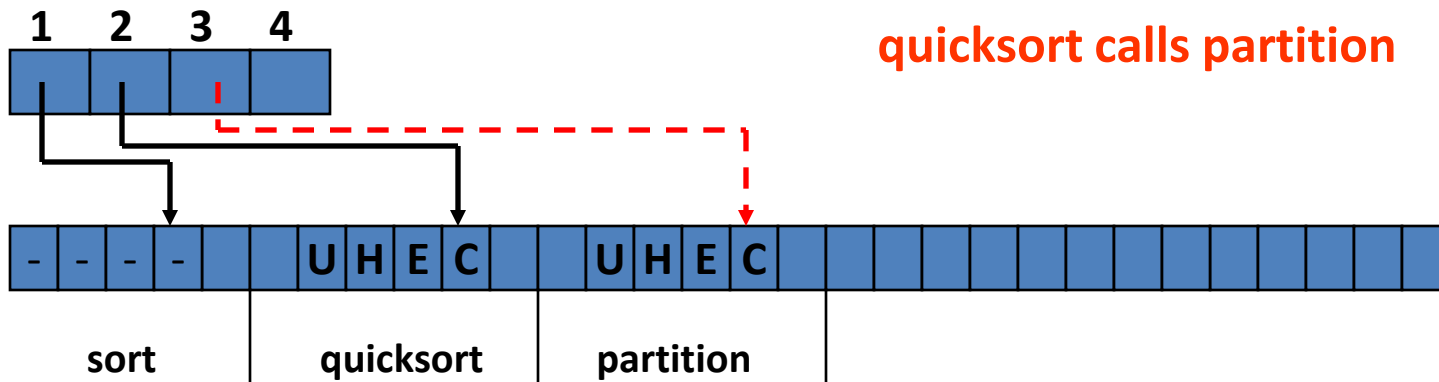 1 2 3 4
quicksort calls partition
- - - - U H E C U H E C
sort quicksort partition